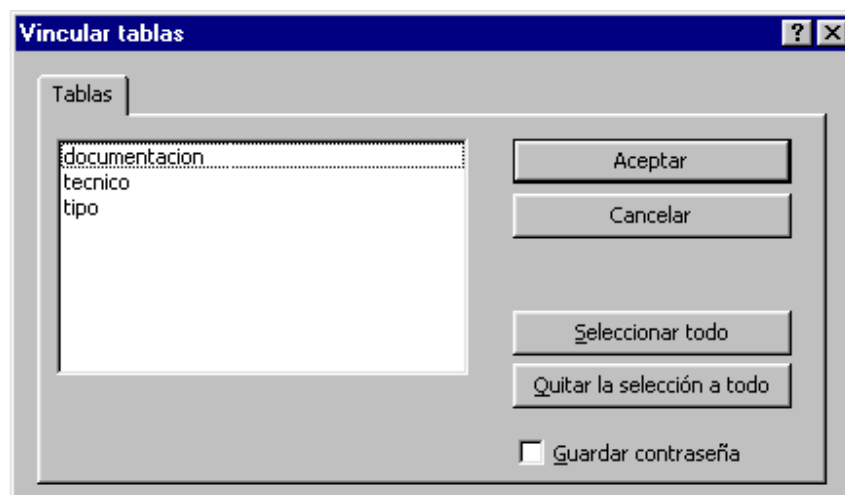 Vincular tablas
Tablas
documentacion
tecnico
tipo
Aceptar
Cancelar
Seleccionar todo
Quitar la selección a todo
Guardar contraseña